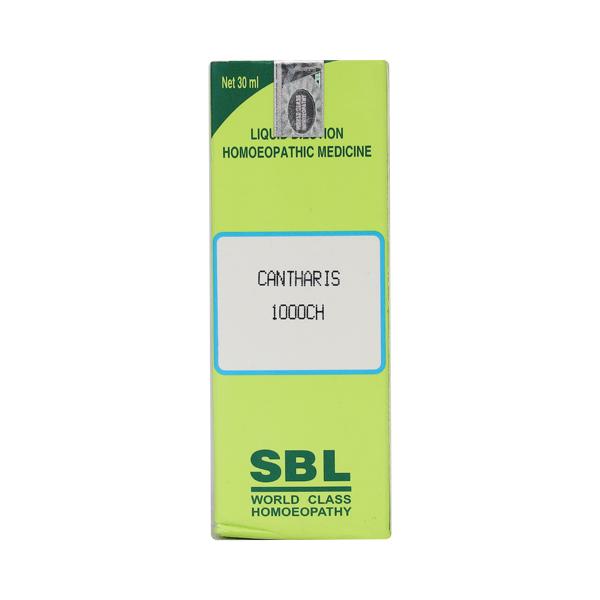 Net 30 ml
LIQUID DILUTION
HOMOEOPATHIC MEDICINE
CANTHARIS
1000CH
SBL
WORLD CLASS
HOMOEOPATHY